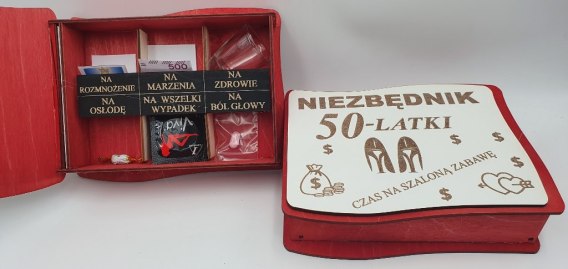 500
NA
ROZMNOŻENIE
NA
MARZENIA
NA
ZDROWIE
NA
OSŁODĘ
NA WSZELKI
WYPADEK
NA
BÓL GŁOWY
NIEZBĘDNIK
50-LATKI
$
$
$
$
$
$
CZAS NA SZALONĄ ZABAWĘ